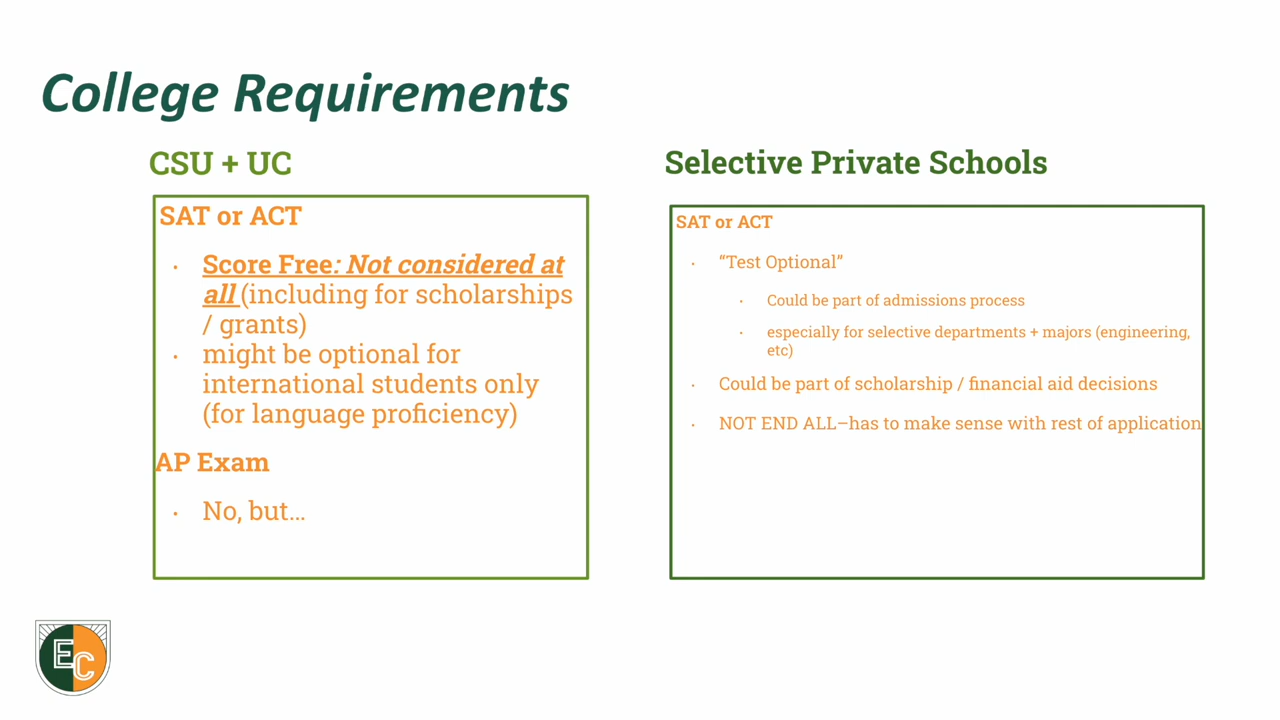 College Requirements
CSU + UC
SAT or ACT
Score Free: Not considered at
all (including for scholarships
/ grants)
might be optional for
international students only
(for language proficiency)
AP Exam
No, but...
Selective Private Schools
SAT or ACT
“Test Optional”
Could be part of admissions process
especially for selective departments + majors (engineering,
etc)
Could be part of scholarship / financial aid decisions
NOT END ALL–has to make sense with rest of application
EC